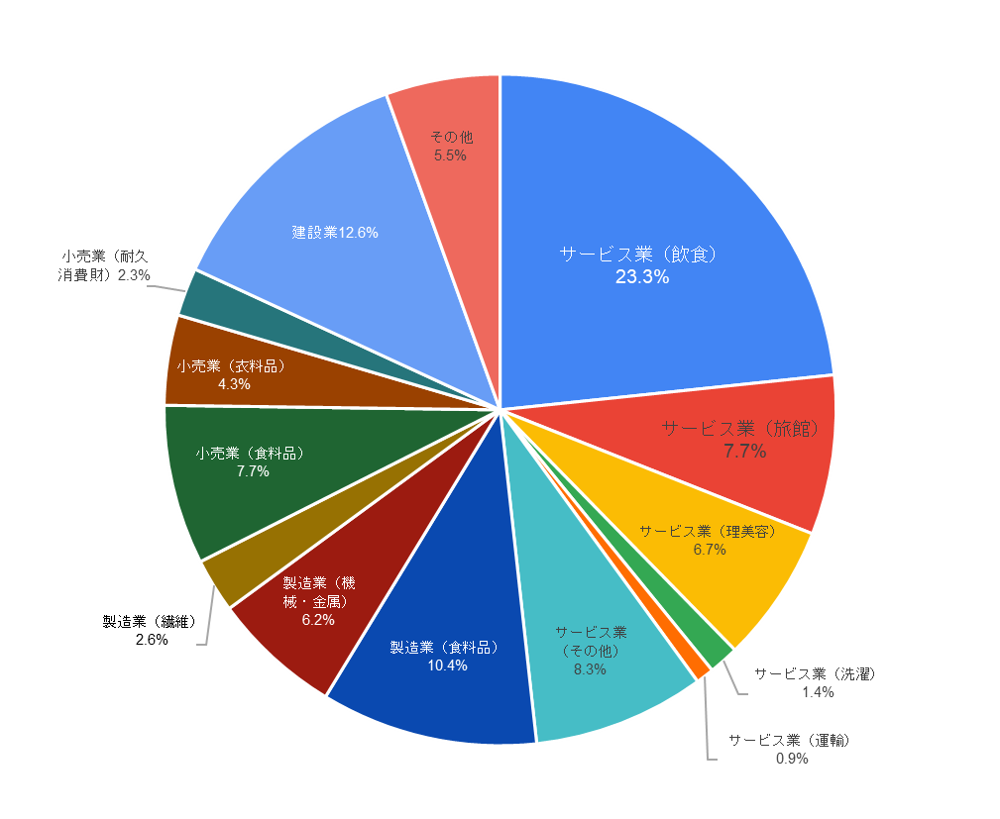 その他
5.5%
サービス業（飲食）
23.3%
建設業12.6%
小売業（耐久
消費財）2.3%
小売業（衣料品）
4.3%
サービス業（旅館）
7.7%
小売業（食料品）
7.7%
サービス業（理美容）
6.7%
製造業（機
械・金属）
6.2%
製造業（繊維）
2.6%
製造業（食料品）
10.4%
サービス業
（その他）
8.3%
サービス業（洗濯）
1.4%
サービス業（運輸）
0.9%